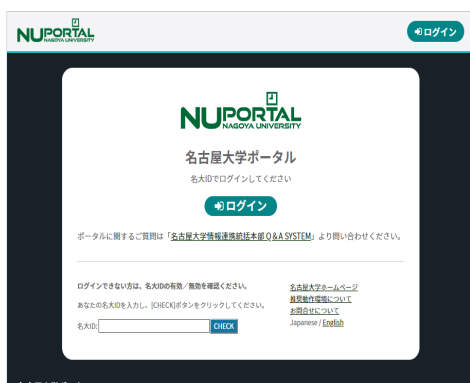 NUPORTAL
NAGOYA UNIVERSITY
ログイン
NUPORTAL
NAGOYA UNIVERSITY
名古屋大学ポータル
名大IDでログインしてください
ログイン
ポータルに関するご質問は「名古屋大学情報連携統括本部 Q & A SYSTEM」より問い合わせください。
ログインできない方は、名大IDの有効／無効を確認ください。
あなたの名大IDを入力し、[CHECK]ボタンをクリックしてください。
名大ID: CHECK
名古屋大学ホームページ
推奨動作環境について
お問合せについて
Japanese / English